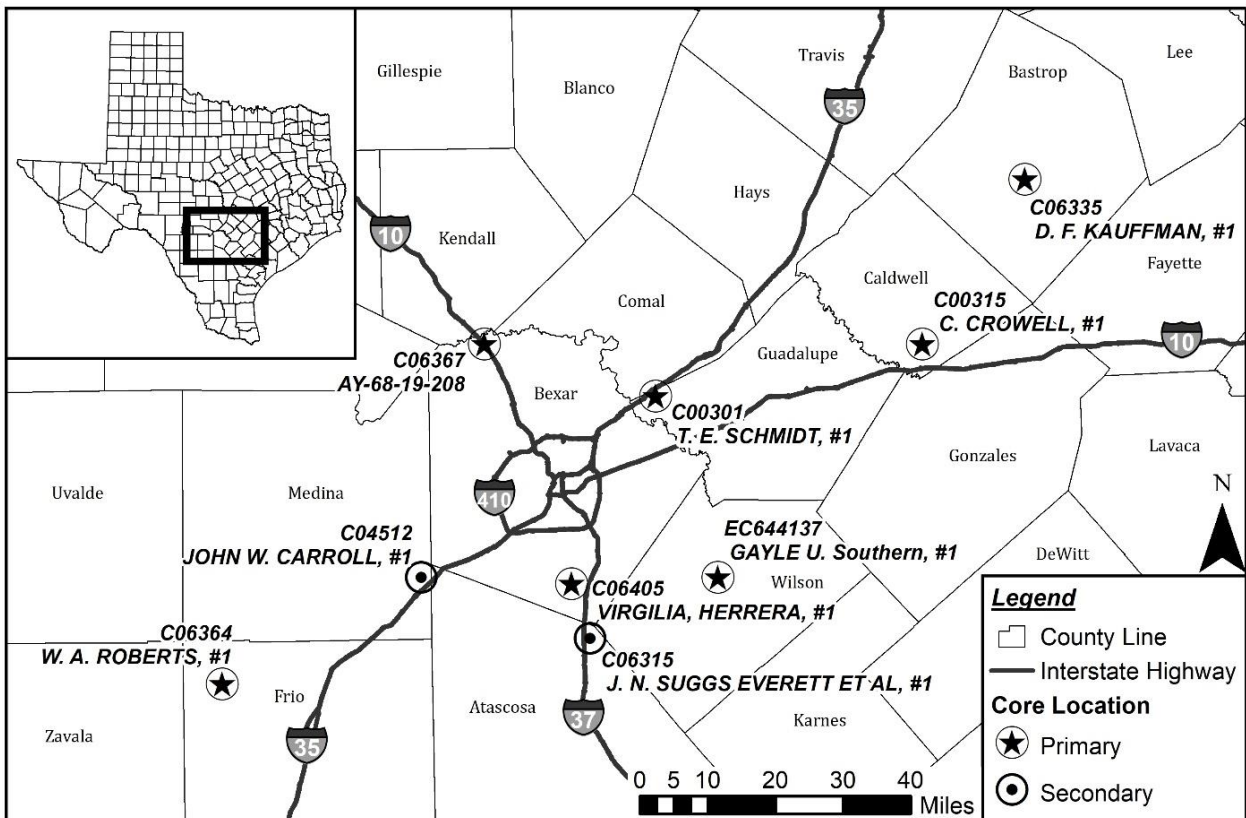 Gillespie
Blanco
Travis
Bastrop
Lee
35
Hays
10
Kendall
C06335
D. F. KAUFFMAN, #1
Fayette
Caldwell
Comal
C00315
C. CROWELL, #1
10
Guadalupe
C06367
AY-68-19-208
Bexar
C00301
T. E. SCHMIDT, #1
Lavaca
Gonzales
Uvalde
Medina
410
N
C04512
JOHN W. CARROLL, #1
EC644137
GAYLE U. Southern, #1
Wilson
DeWitt
C06405
VIRGILIA, HERRERA, #1
C06364
W. A. ROBERTS, #1
C06315
J. N. SUGGS EVERETT ET AL, #1
Frio
Atascosa
Karnes
Zavala
35
37
0 5 10 20 30 40
Miles
Legend
County Line
Interstate Highway
Core Location
Primary
Secondary